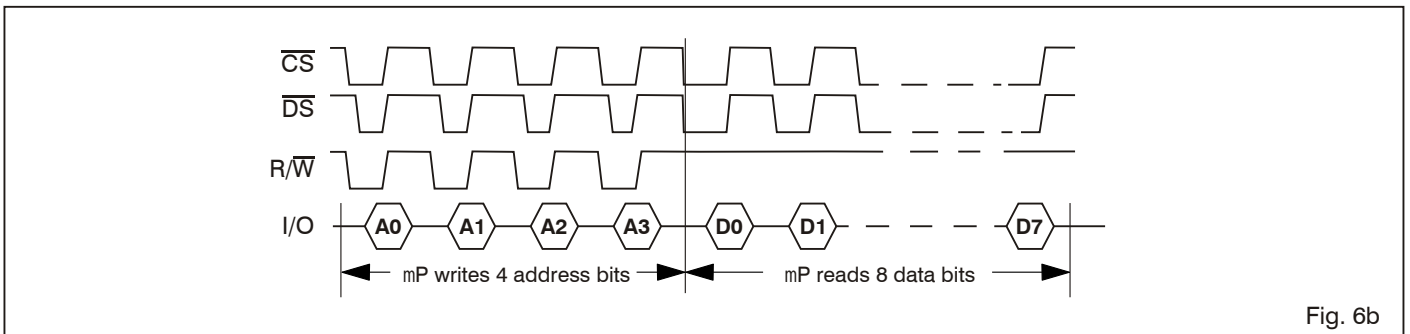 CS
DS
R/W
I/O A0 A1 A2 A3 D0 D1 D7
mP writes 4 address bits mP reads 8 data bits
Fig. 6b